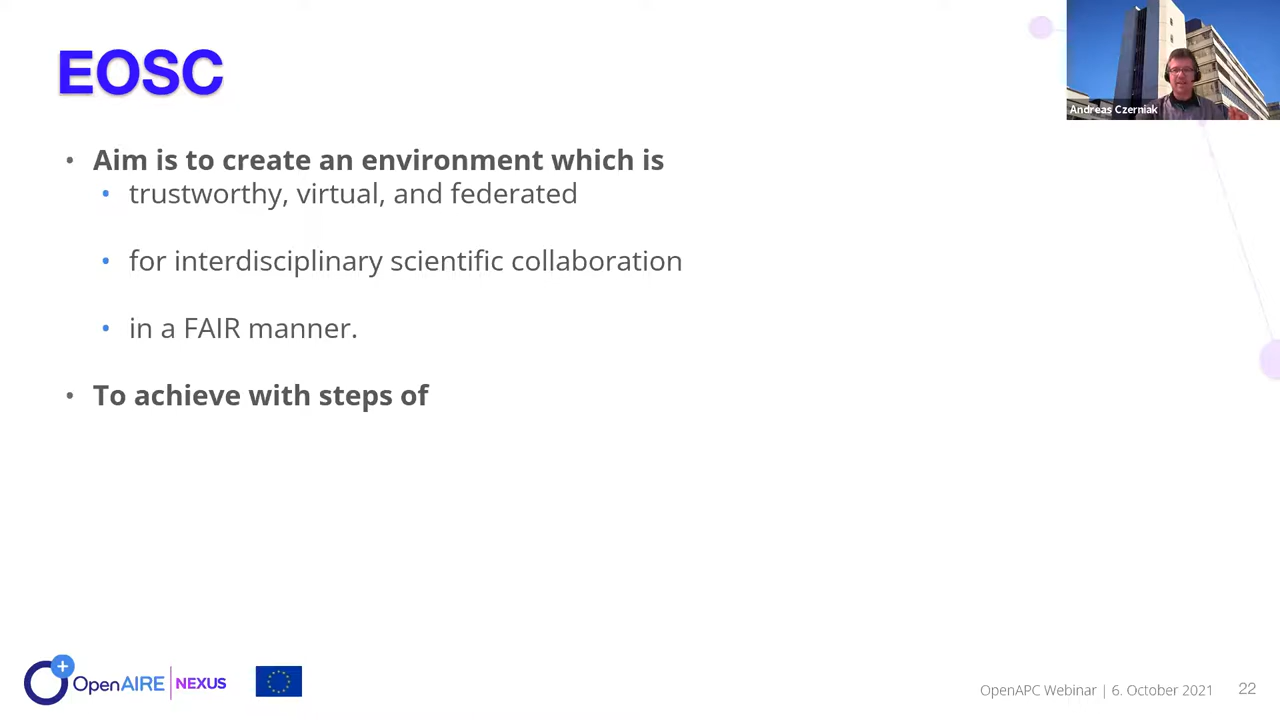 EOSC
Andreas Czerniak
• Aim is to create an environment which is
• trustworthy, virtual, and federated
• for interdisciplinary scientific collaboration
• in a FAIR manner.
• To achieve with steps of
OpenAIRE | NEXUS
OpenAPC Webinar | 6. October 2021
22